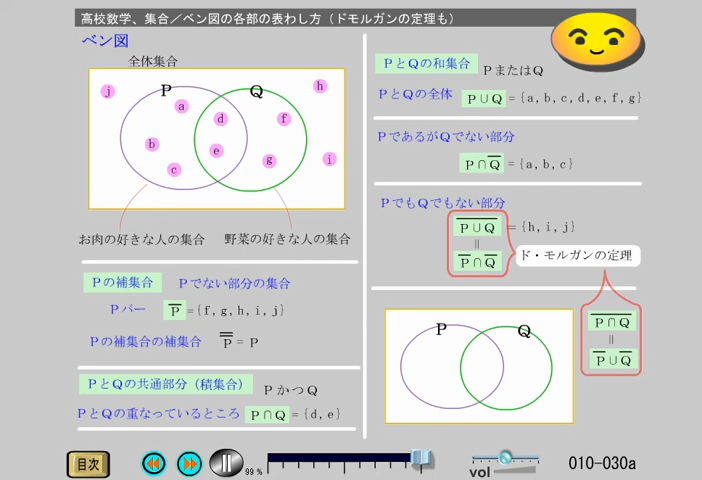 高校数学、集合／ベン図の各部の表わし方（ドモルガンの定理も）
ベン図
全体集合
P
Q
j
a
d
f
h
b
e
c
g
i
お肉の好きな人の集合
野菜の好きな人の集合
Pの補集合 Pでない部分の集合
Pバー P̅ = {f, g, h, i, j}
Pの補集合の補集合 P̿ = P
PとQの共通部分（積集合） PかつQ
PとQの重なっているところ P∩Q = {d, e}
PとQの和集合 PまたはQ
PとQの全体 P∪Q = {a, b, c, d, e, f, g}
PであるがQでない部分
P∩Q̅ = {a, b, c}
PでもQでもない部分
P̅∪̅Q̅ = {h, i, j}
॥
P̅∩Q̅
ド・モルガンの定理
P
Q
P̅∩̅Q̅
॥
P̅∪Q̅
目次
99 %
vol
010-030a